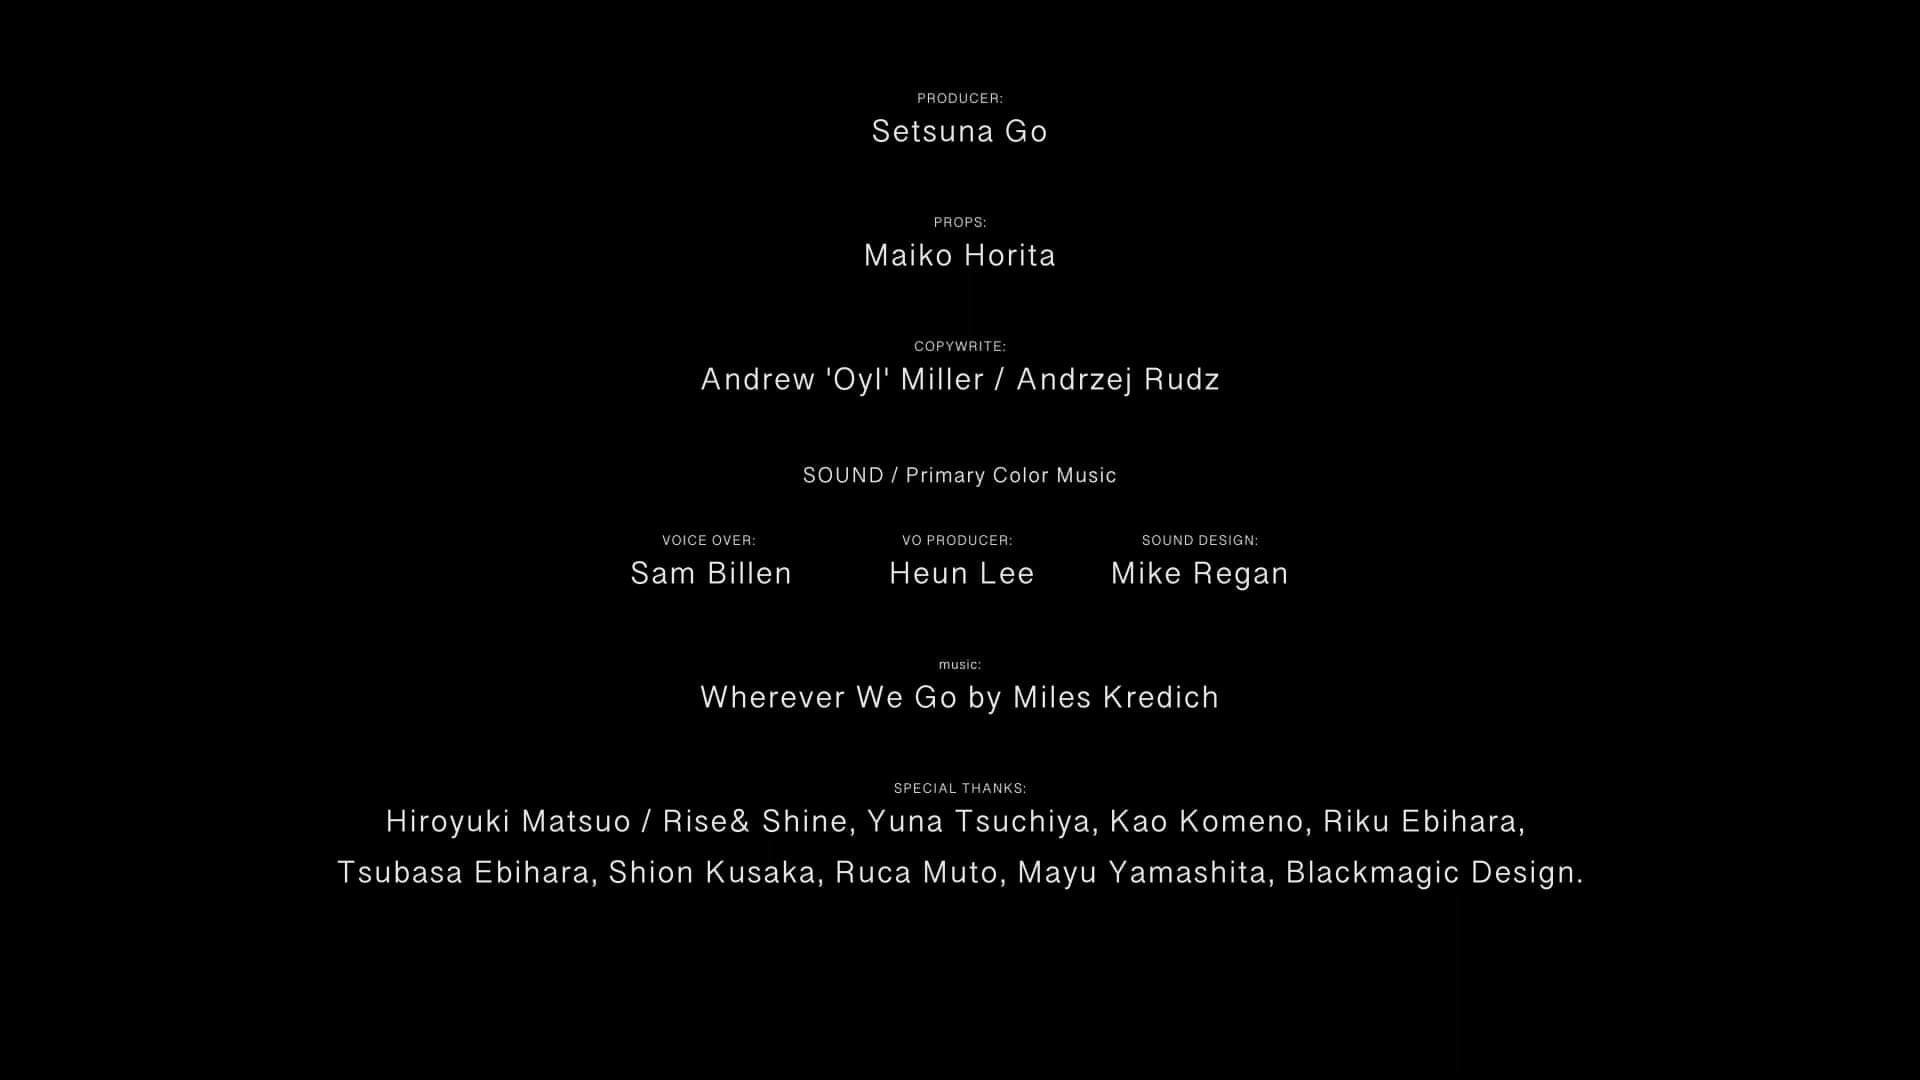 PRODUCER:
Setsuna Go
PROPS:
Maiko Horita
COPYWRITE:
Andrew 'Oyl' Miller / Andrzej Rudz
SOUND / Primary Color Music
VOICE OVER: VO PRODUCER: SOUND DESIGN:
Sam Billen Heun Lee Mike Regan
music:
Wherever We Go by Miles Kredich
SPECIAL THANKS:
Hiroyuki Matsuo / Rise& Shine, Yuna Tsuchiya, Kao Komeno, Riku Ebihara,
Tsubasa Ebihara, Shion Kusaka, Ruca Muto, Mayu Yamashita, Blackmagic Design.